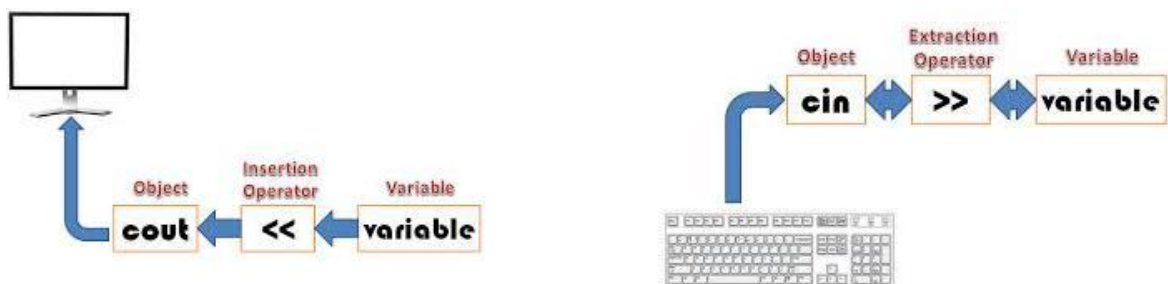 Object
Insertion
Operator
Variable
cout
<<
variable
Object
Extraction
Operator
Variable
cin
>>
variable